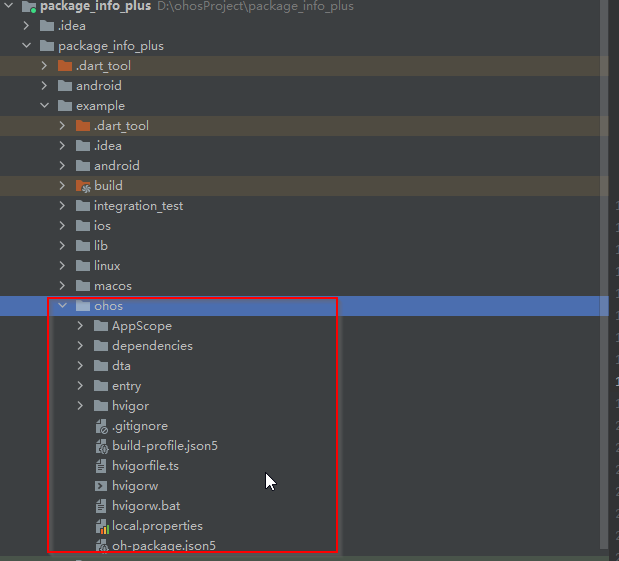 package_info_plus D:\ohosProject\package_info_plus
.idea
package_info_plus
.dart_tool
android
example
.dart_tool
.idea
android
build
integration_test
ios
lib
linux
macos
ohos
AppScope
dependencies
dta
entry
hvigor
.gitignore
build-profile.json5
hvigorfile.ts
hvigorw
hvigorw.bat
local.properties
oh-package.json5